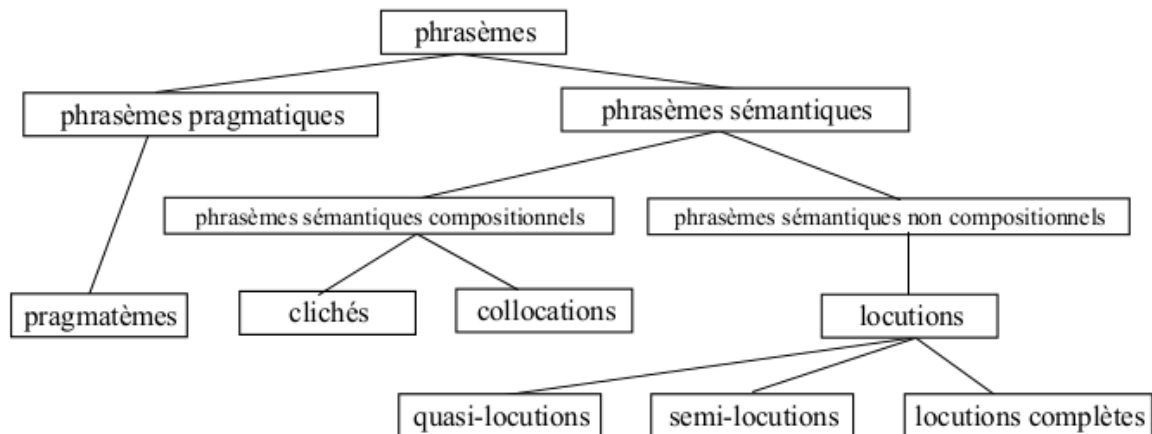 phrasèmes
phrasèmes pragmatiques
phrasèmes sémantiques
phrasèmes sémantiques compositionnels
phrasèmes sémantiques non compositionnels
pragmatèmes
clichés
collocations
locutions
quasi-locutions
semi-locutions
locutions complètes